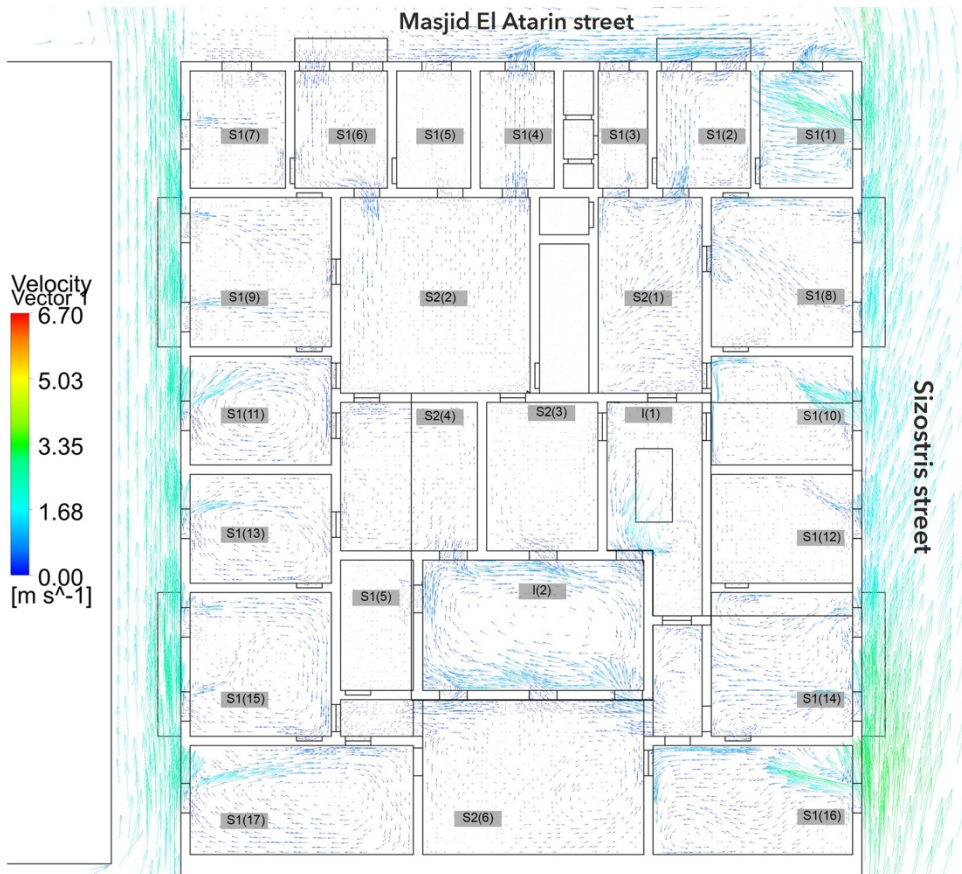 Masjid El Atarin street
S1(7)
S1(6)
S1(5)
S1(4)
S1(3)
S1(2)
S1(1)
Velocity
Vector 1
6.70
5.03
3.35
1.68
0.00
[m s^-1]
S1(9)
S2(2)
S2(1)
S1(8)
S1(11)
S2(4)
S2(3)
I(1)
S1(10)
Sizostris street
S1(13)
S1(12)
S1(5)
I(2)
S1(15)
S1(14)
S1(17)
S2(6)
S1(16)